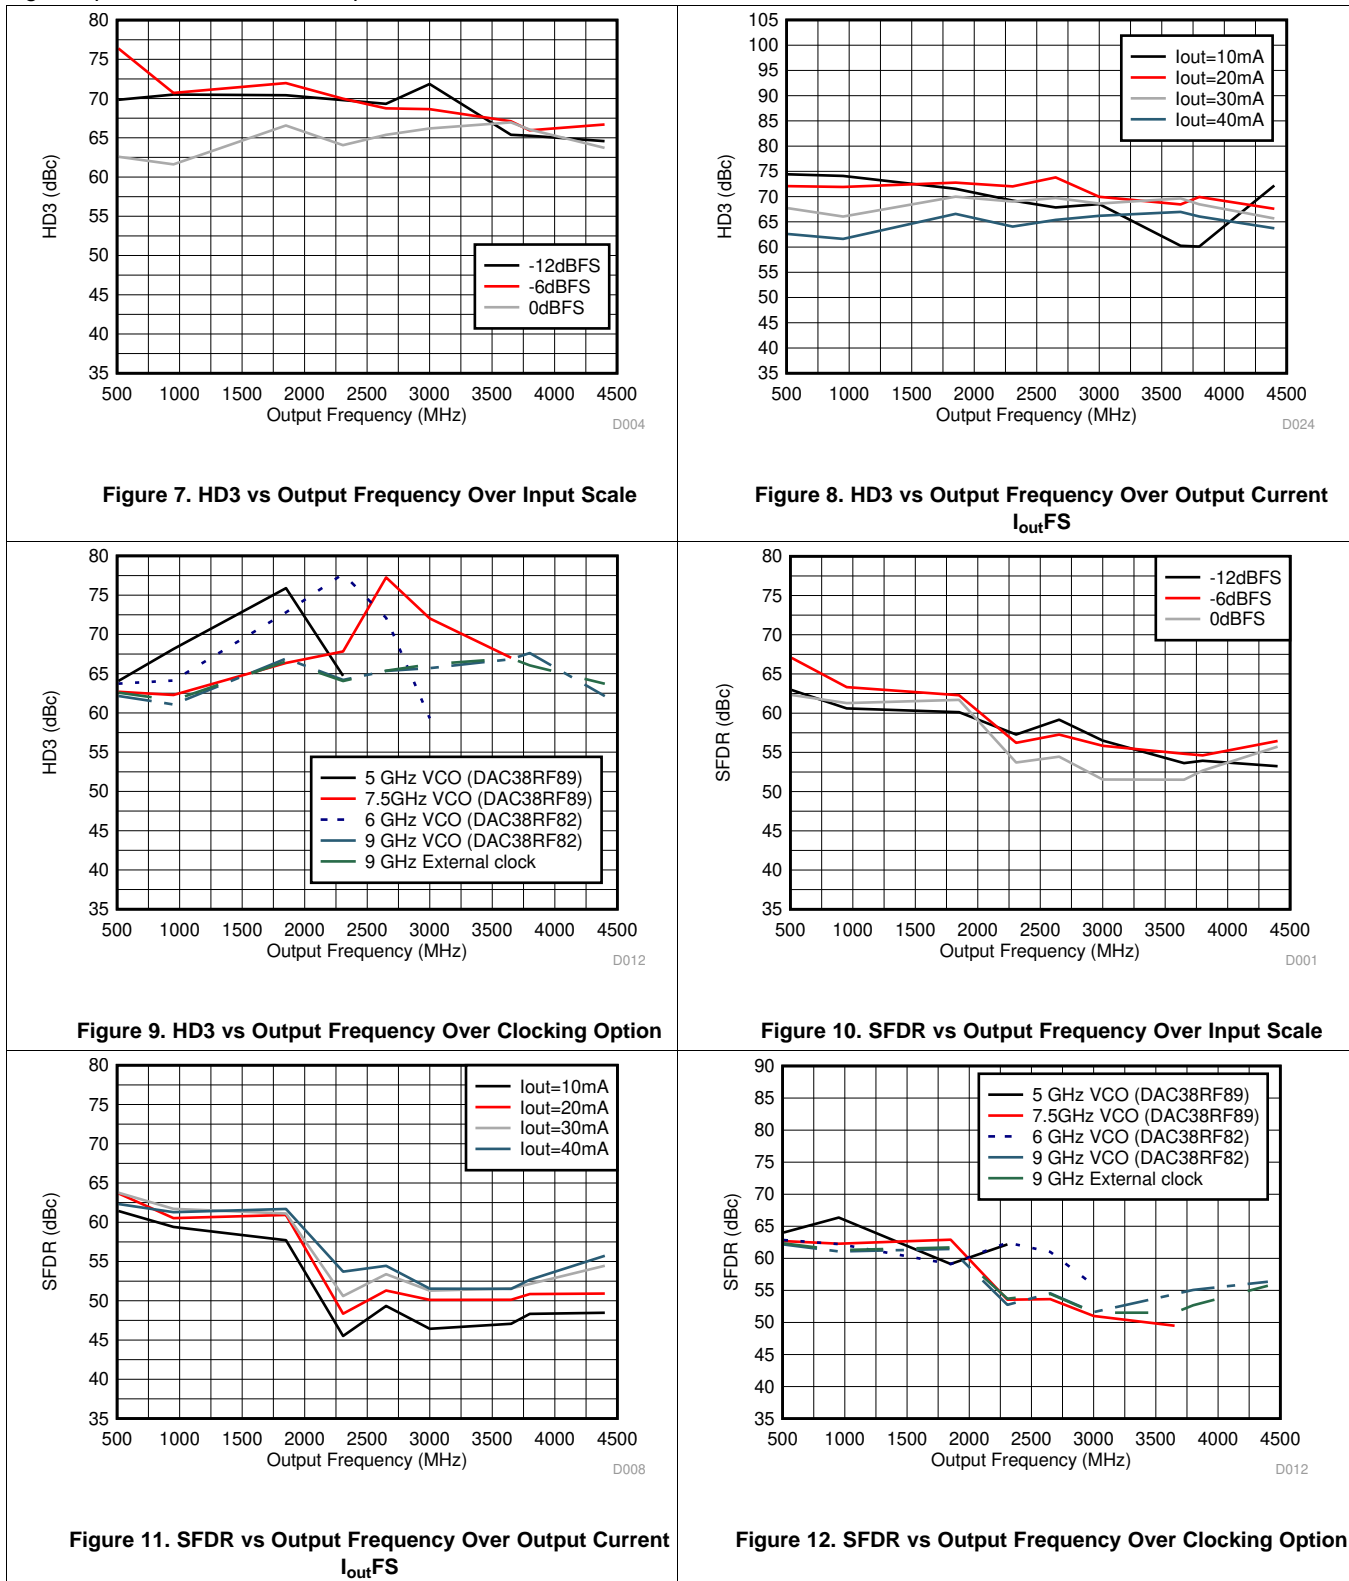 80
75
70
65
60
55
50
45
40
35
HD3 (dBc)
-12dBFS
-6dBFS
0dBFS
500 1000 1500 2000 2500 3000 3500 4000 4500
Output Frequency (MHz)
D004
Figure 7. HD3 vs Output Frequency Over Input Scale
105
100
95
90
85
80
75
70
65
60
55
50
45
40
35
HD3 (dBc)
Iout=10mA
Iout=20mA
Iout=30mA
Iout=40mA
500 1000 1500 2000 2500 3000 3500 4000 4500
Output Frequency (MHz)
D024
Figure 8. HD3 vs Output Frequency Over Output Current
IoutFS
80
75
70
65
60
55
50
45
40
35
HD3 (dBc)
5 GHz VCO (DAC38RF89)
7.5GHz VCO (DAC38RF89)
6 GHz VCO (DAC38RF82)
9 GHz VCO (DAC38RF82)
9 GHz External clock
500 1000 1500 2000 2500 3000 3500 4000 4500
Output Frequency (MHz)
D012
Figure 9. HD3 vs Output Frequency Over Clocking Option
80
75
70
65
60
55
50
45
40
35
SFDR (dBc)
-12dBFS
-6dBFS
0dBFS
500 1000 1500 2000 2500 3000 3500 4000 4500
Output Frequency (MHz)
D001
Figure 10. SFDR vs Output Frequency Over Input Scale
80
75
70
65
60
55
50
45
40
35
SFDR (dBc)
Iout=10mA
Iout=20mA
Iout=30mA
Iout=40mA
500 1000 1500 2000 2500 3000 3500 4000 4500
Output Frequency (MHz)
D008
Figure 11. SFDR vs Output Frequency Over Output Current
IoutFS
90
85
80
75
70
65
60
55
50
45
40
35
SFDR (dBc)
5 GHz VCO (DAC38RF89)
7.5GHz VCO (DAC38RF89)
6 GHz VCO (DAC38RF82)
9 GHz VCO (DAC38RF82)
9 GHz External clock
500 1000 1500 2000 2500 3000 3500 4000 4500
Output Frequency (MHz)
D012
Figure 12. SFDR vs Output Frequency Over Clocking Option